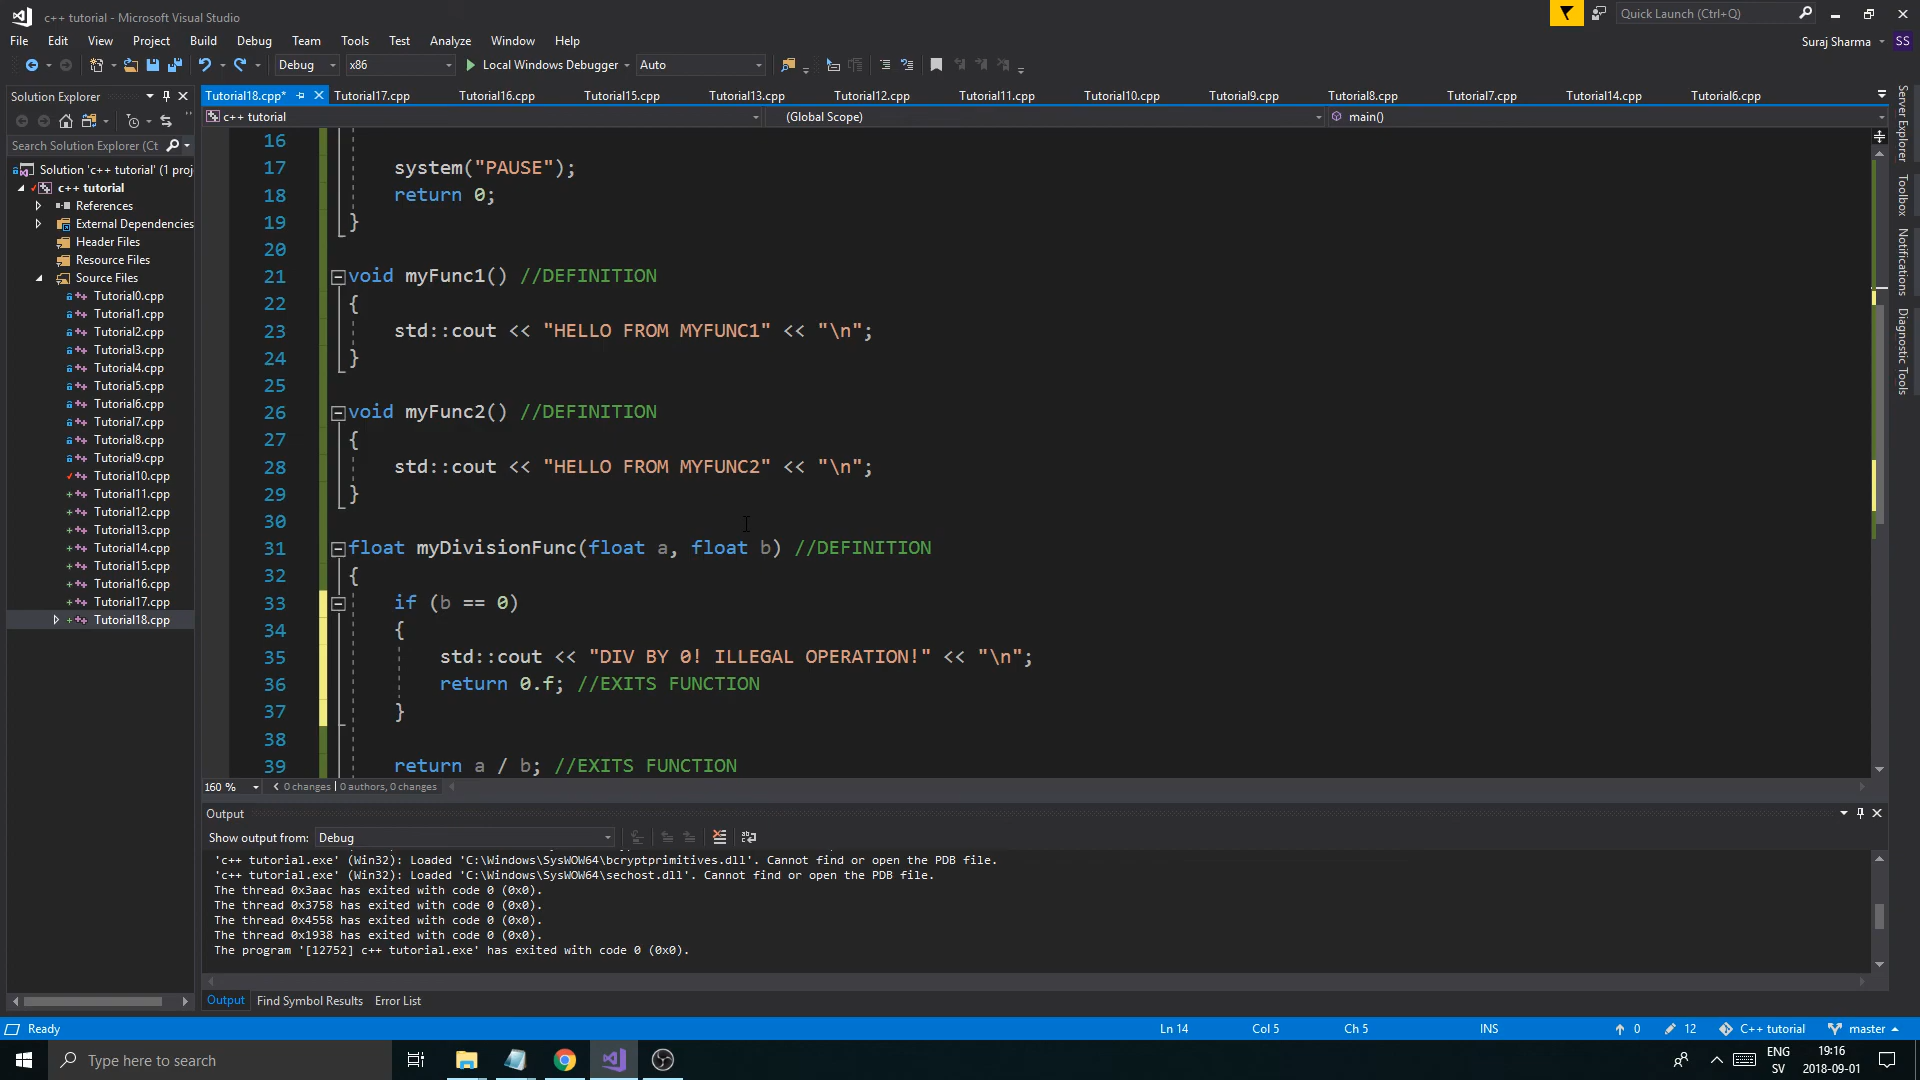 c++ tutorial - Microsoft Visual Studio
Quick Launch (Ctrl+Q)
File Edit View Project Build Debug Team Tools Test Analyze Window Help
Suraj Sharma SS
Debug x86 Local Windows Debugger Auto
Solution Explorer
Search Solution Explorer (Ct
Solution 'c++ tutorial' (1 proj
c++ tutorial
References
External Dependencies
Header Files
Resource Files
Source Files
Tutorial0.cpp
Tutorial1.cpp
Tutorial2.cpp
Tutorial3.cpp
Tutorial4.cpp
Tutorial5.cpp
Tutorial6.cpp
Tutorial7.cpp
Tutorial8.cpp
Tutorial9.cpp
Tutorial10.cpp
Tutorial11.cpp
Tutorial12.cpp
Tutorial13.cpp
Tutorial14.cpp
Tutorial15.cpp
Tutorial16.cpp
Tutorial17.cpp
Tutorial18.cpp
Tutorial18.cpp* Tutorial17.cpp Tutorial16.cpp Tutorial15.cpp Tutorial13.cpp Tutorial12.cpp Tutorial11.cpp Tutorial10.cpp Tutorial9.cpp Tutorial8.cpp Tutorial7.cpp Tutorial14.cpp Tutorial6.cpp
c++ tutorial (Global Scope) main()
16
17 system("PAUSE");
18 return 0;
19 }
20
21 void myFunc1() //DEFINITION
22 {
23 std::cout << "HELLO FROM MYFUNC1" << "\n";
24 }
25
26 void myFunc2() //DEFINITION
27 {
28 std::cout << "HELLO FROM MYFUNC2" << "\n";
29 }
30
31 float myDivisionFunc(float a, float b) //DEFINITION
32 {
33 if (b == 0)
34 {
35 std::cout << "DIV BY 0! ILLEGAL OPERATION!" << "\n";
36 return 0.f; //EXITS FUNCTION
37 }
38
39 return a / b; //EXITS FUNCTION
160 % 0 changes | 0 authors, 0 changes
Server Explorer
Toolbox
Notifications
Diagnostic Tools
Output
Show output from: Debug
'c++ tutorial.exe' (Win32): Loaded 'C:\Windows\SysWOW64\bcryptprimitives.dll'. Cannot find or open the PDB file.
'c++ tutorial.exe' (Win32): Loaded 'C:\Windows\SysWOW64\sechost.dll'. Cannot find or open the PDB file.
The thread 0x3aac has exited with code 0 (0x0).
The thread 0x3758 has exited with code 0 (0x0).
The thread 0x4558 has exited with code 0 (0x0).
The thread 0x1938 has exited with code 0 (0x0).
The program '[12752] c++ tutorial.exe' has exited with code 0 (0x0).
Output Find Symbol Results Error List
Ready Ln 14 Col 5 Ch 5 INS 0 12 C++ tutorial master
Type here to search
ENG
SV
19:16
2018-09-01